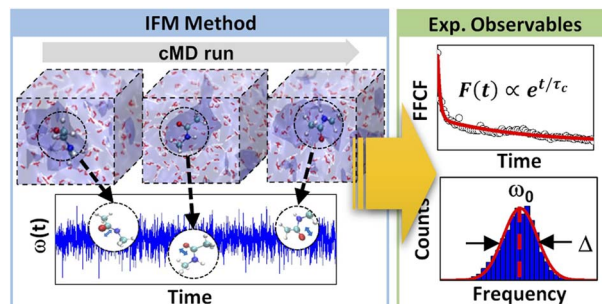 IFM Method
cMD run
ω(t)
Time
Exp. Observables
FFCF
F(t) ∝ e^{t/τ_c}
Time
ω₀
Counts
Δ
Frequency